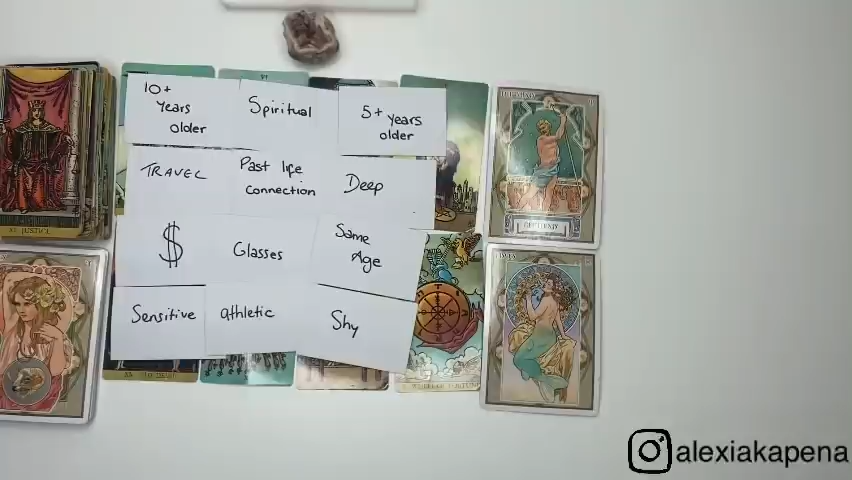 10+
Years
older
Spiritual
5+ years
older
TRAVEL
Past life
connection
Deep
$
Glasses
Same
Age
Sensitive
athletic
Shy
JUSTICE
alexiakapena